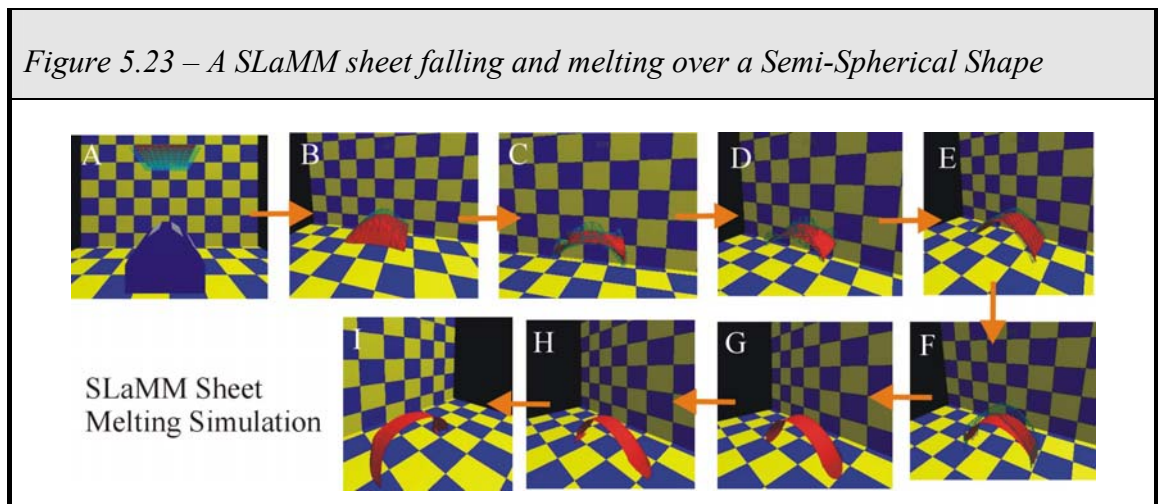 Figure 5.23 – A SLaMM sheet falling and melting over a Semi-Spherical Shape
A B C D E
I H G F
SLaMM Sheet
Melting Simulation